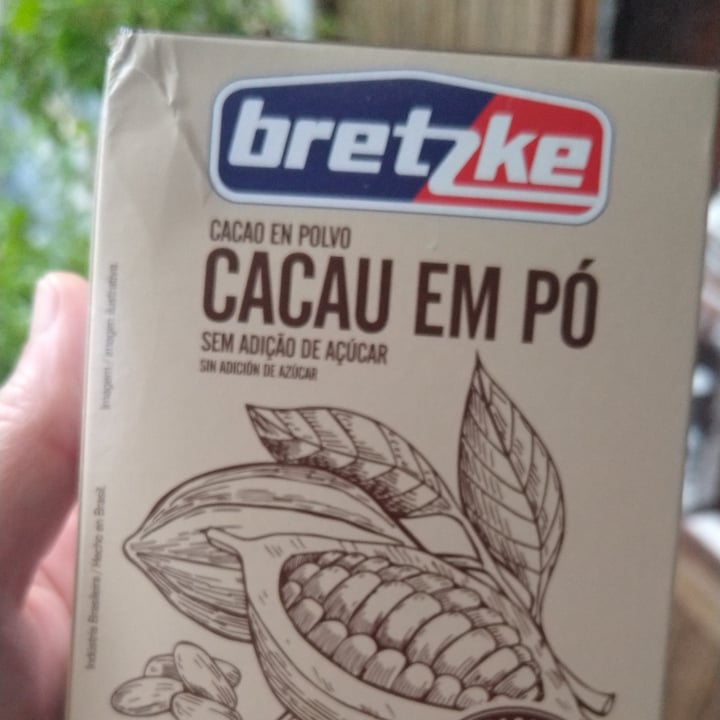 bretzke
CACAO EN POLVO
CACAU EM PÓ
SEM ADIÇÃO DE AÇÚCAR
SIN ADICIÓN DE AZÚCAR
Imagem / Imagen ilustrativa.
Indústria Brasileira / Hecho en Brasil.